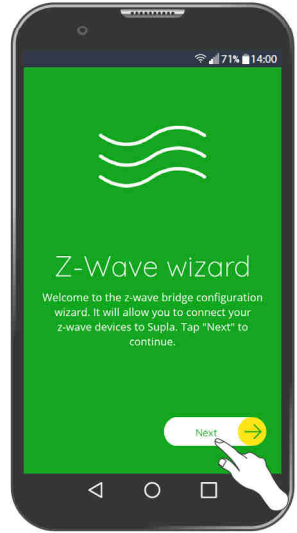 71% 14:00
Z-Wave wizard
Welcome to the z-wave bridge configuration
wizard. It will allow you to connect your
z-wave devices to Supla. Tap "Next" to
continue.
Next